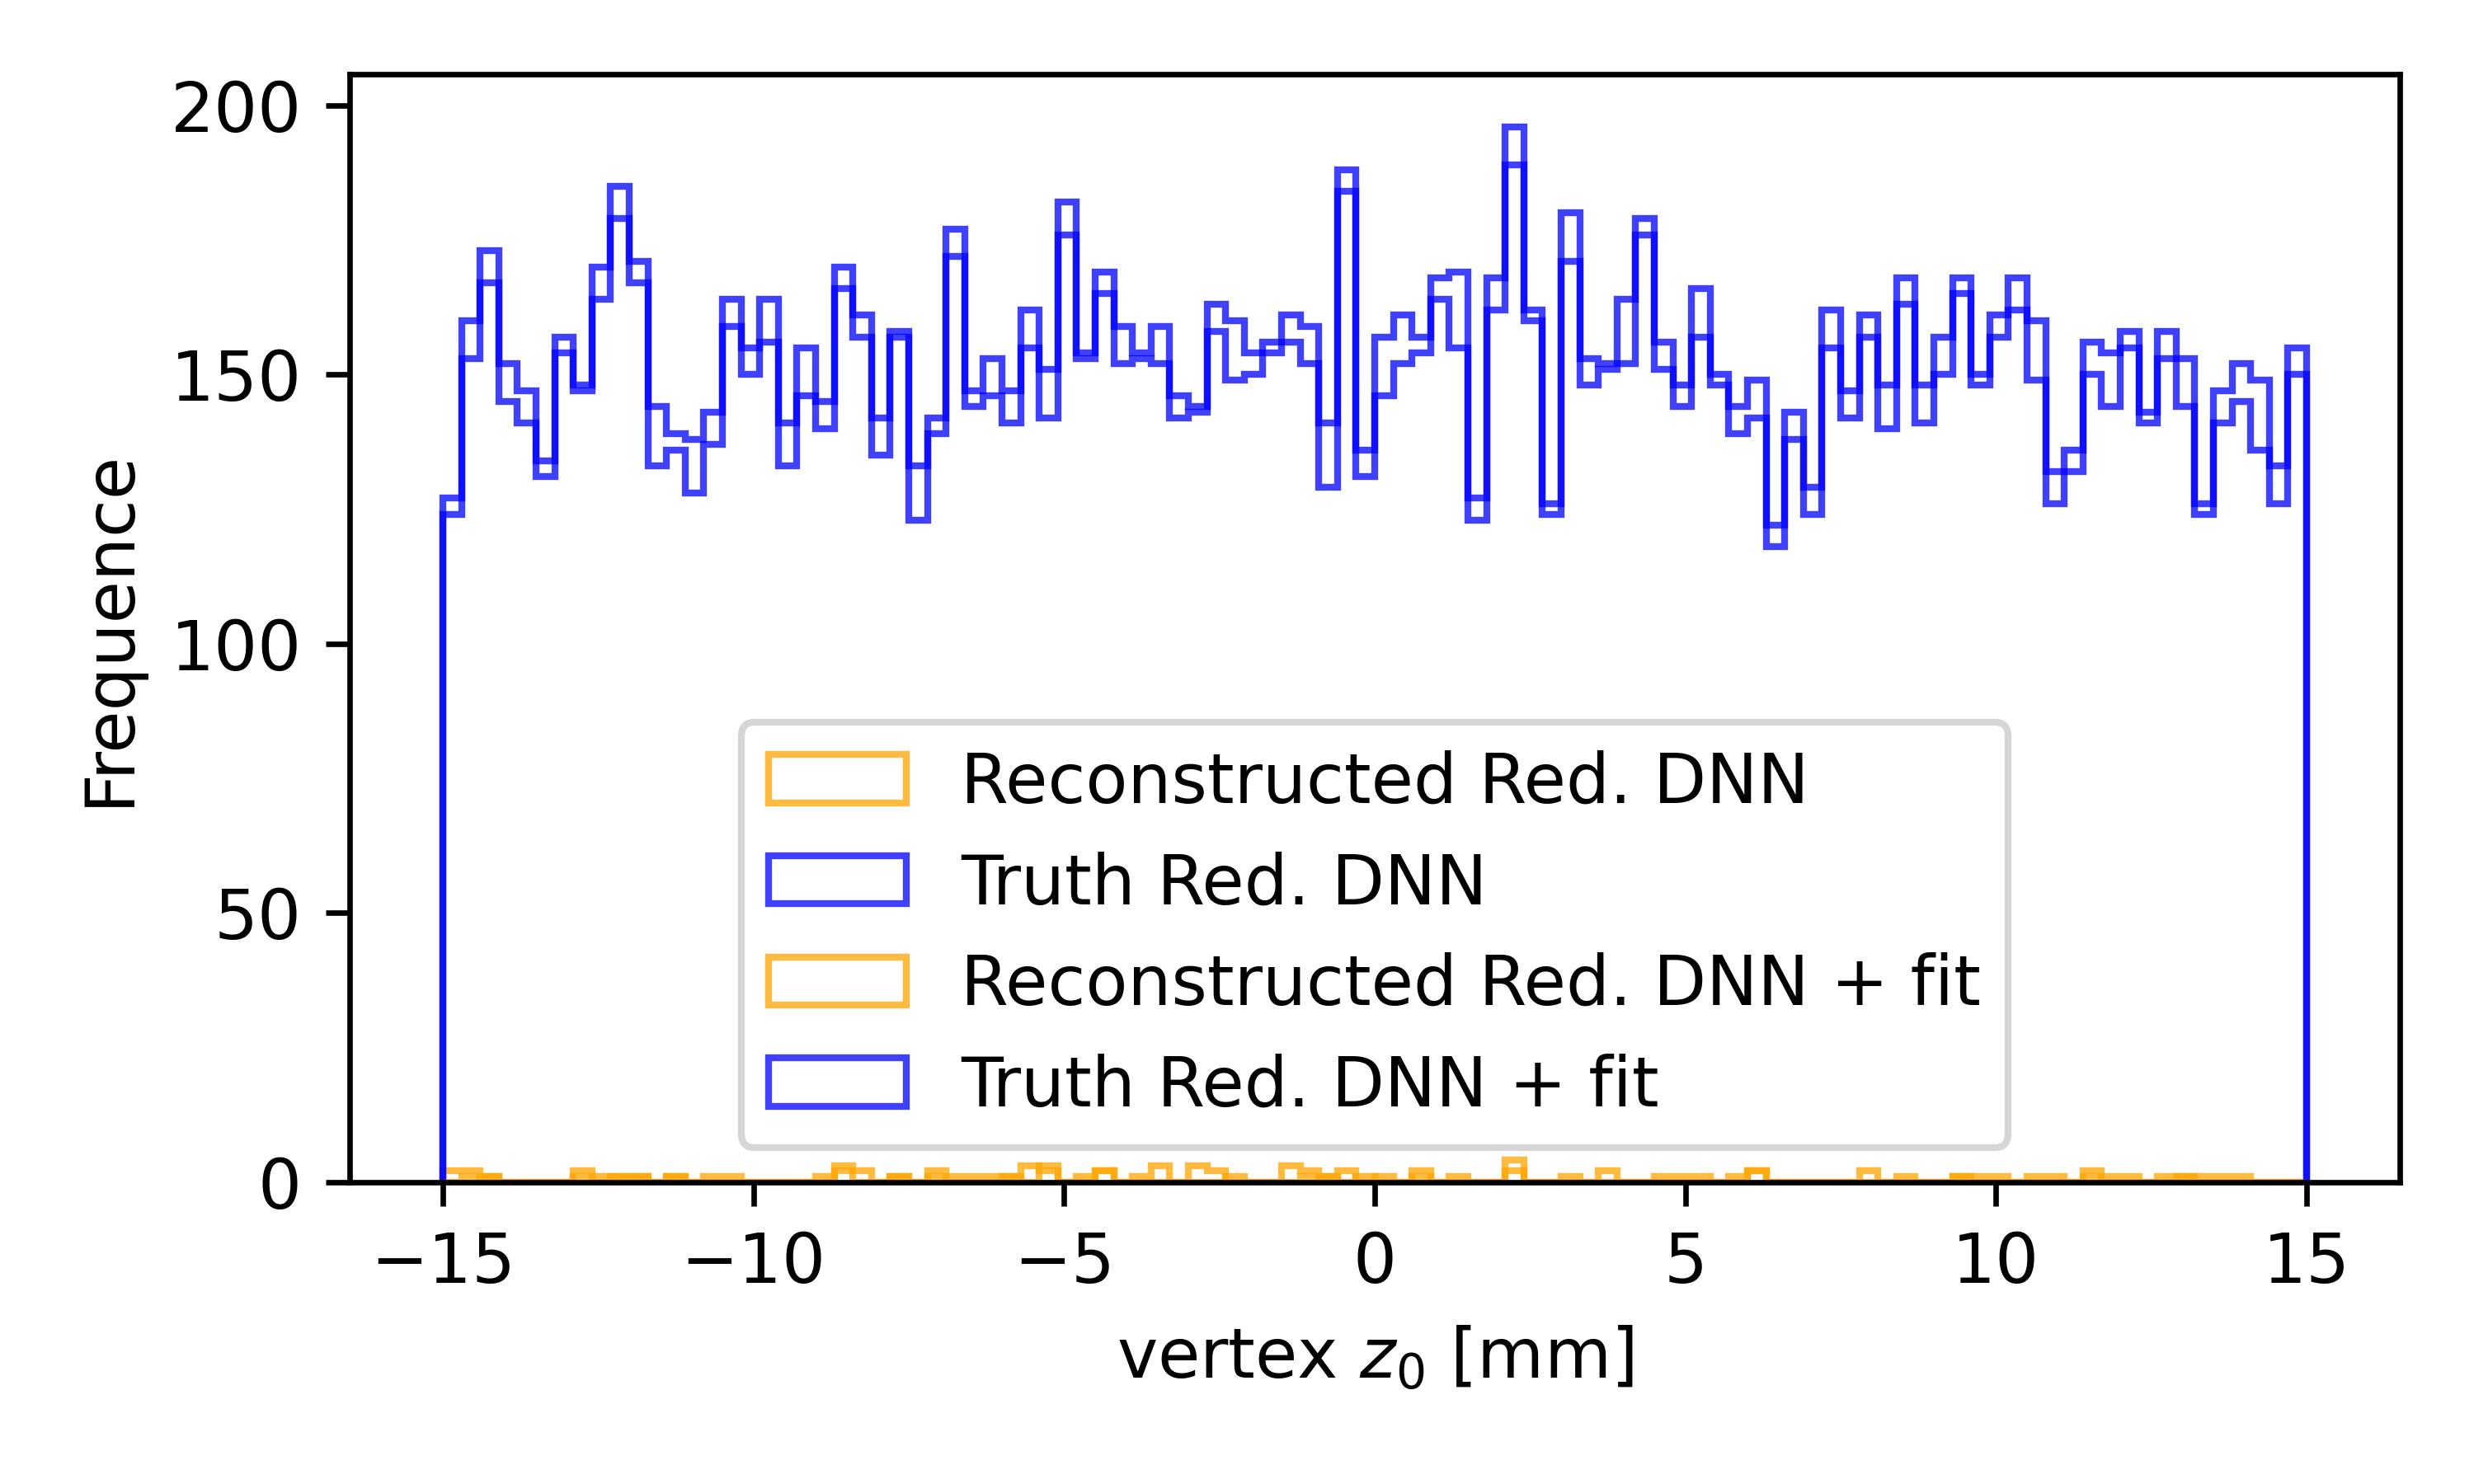 200
150
100
50
0
Frequence
Reconstructed Red. DNN
Truth Red. DNN
Reconstructed Red. DNN + fit
Truth Red. DNN + fit
−15 −10 −5 0 5 10 15
vertex z₀ [mm]